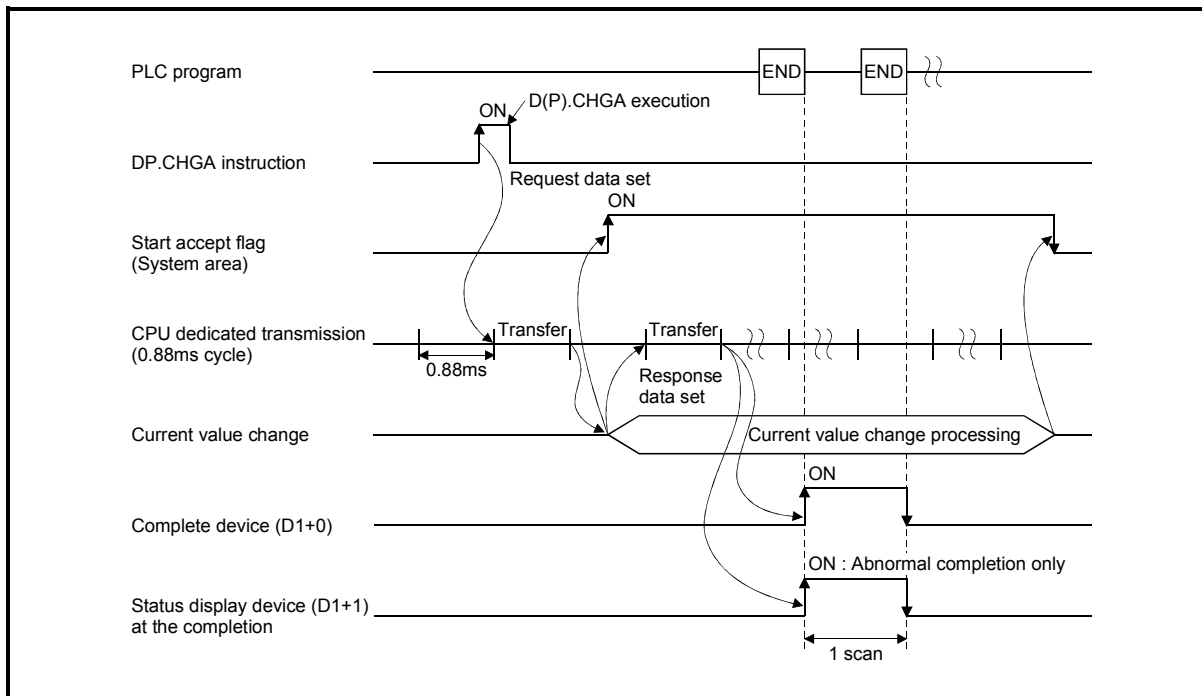 PLC program
END
END
ON
D(P).CHGA execution
DP.CHGA instruction
Request data set
ON
Start accept flag
(System area)
CPU dedicated transmission
(0.88ms cycle)
Transfer
Transfer
0.88ms
Response
data set
Current value change
Current value change processing
ON
Complete device (D1+0)
ON : Abnormal completion only
Status display device (D1+1)
at the completion
1 scan